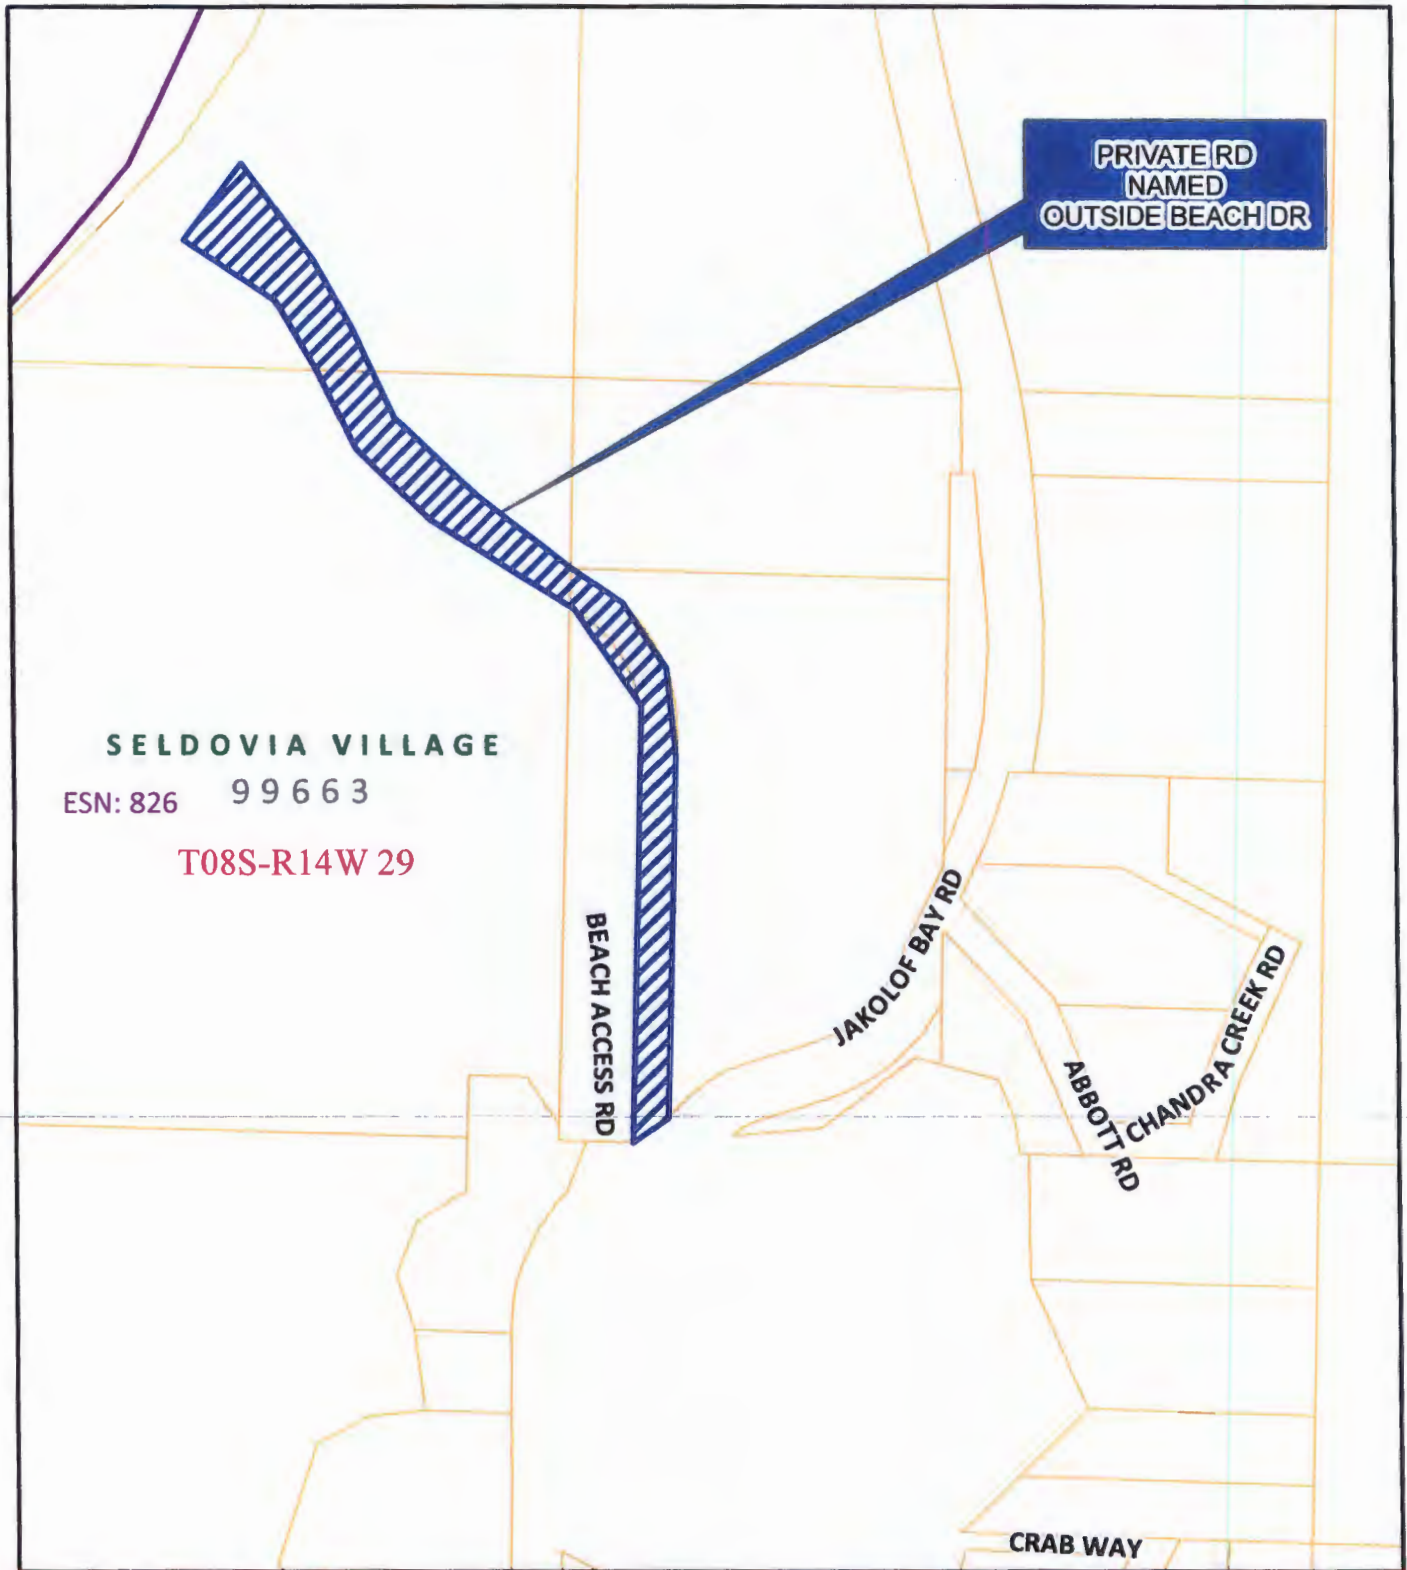 PRIVATE RD
NAMED
OUTSIDE BEACH DR
SELDOVIA VILLAGE
ESN: 826 99663
T08S-R14W 29
BEACH ACCESS RD
JAKOLOF BAY RD
ABBOTT RD
CHANDRA CREEK RD
CRAB WAY